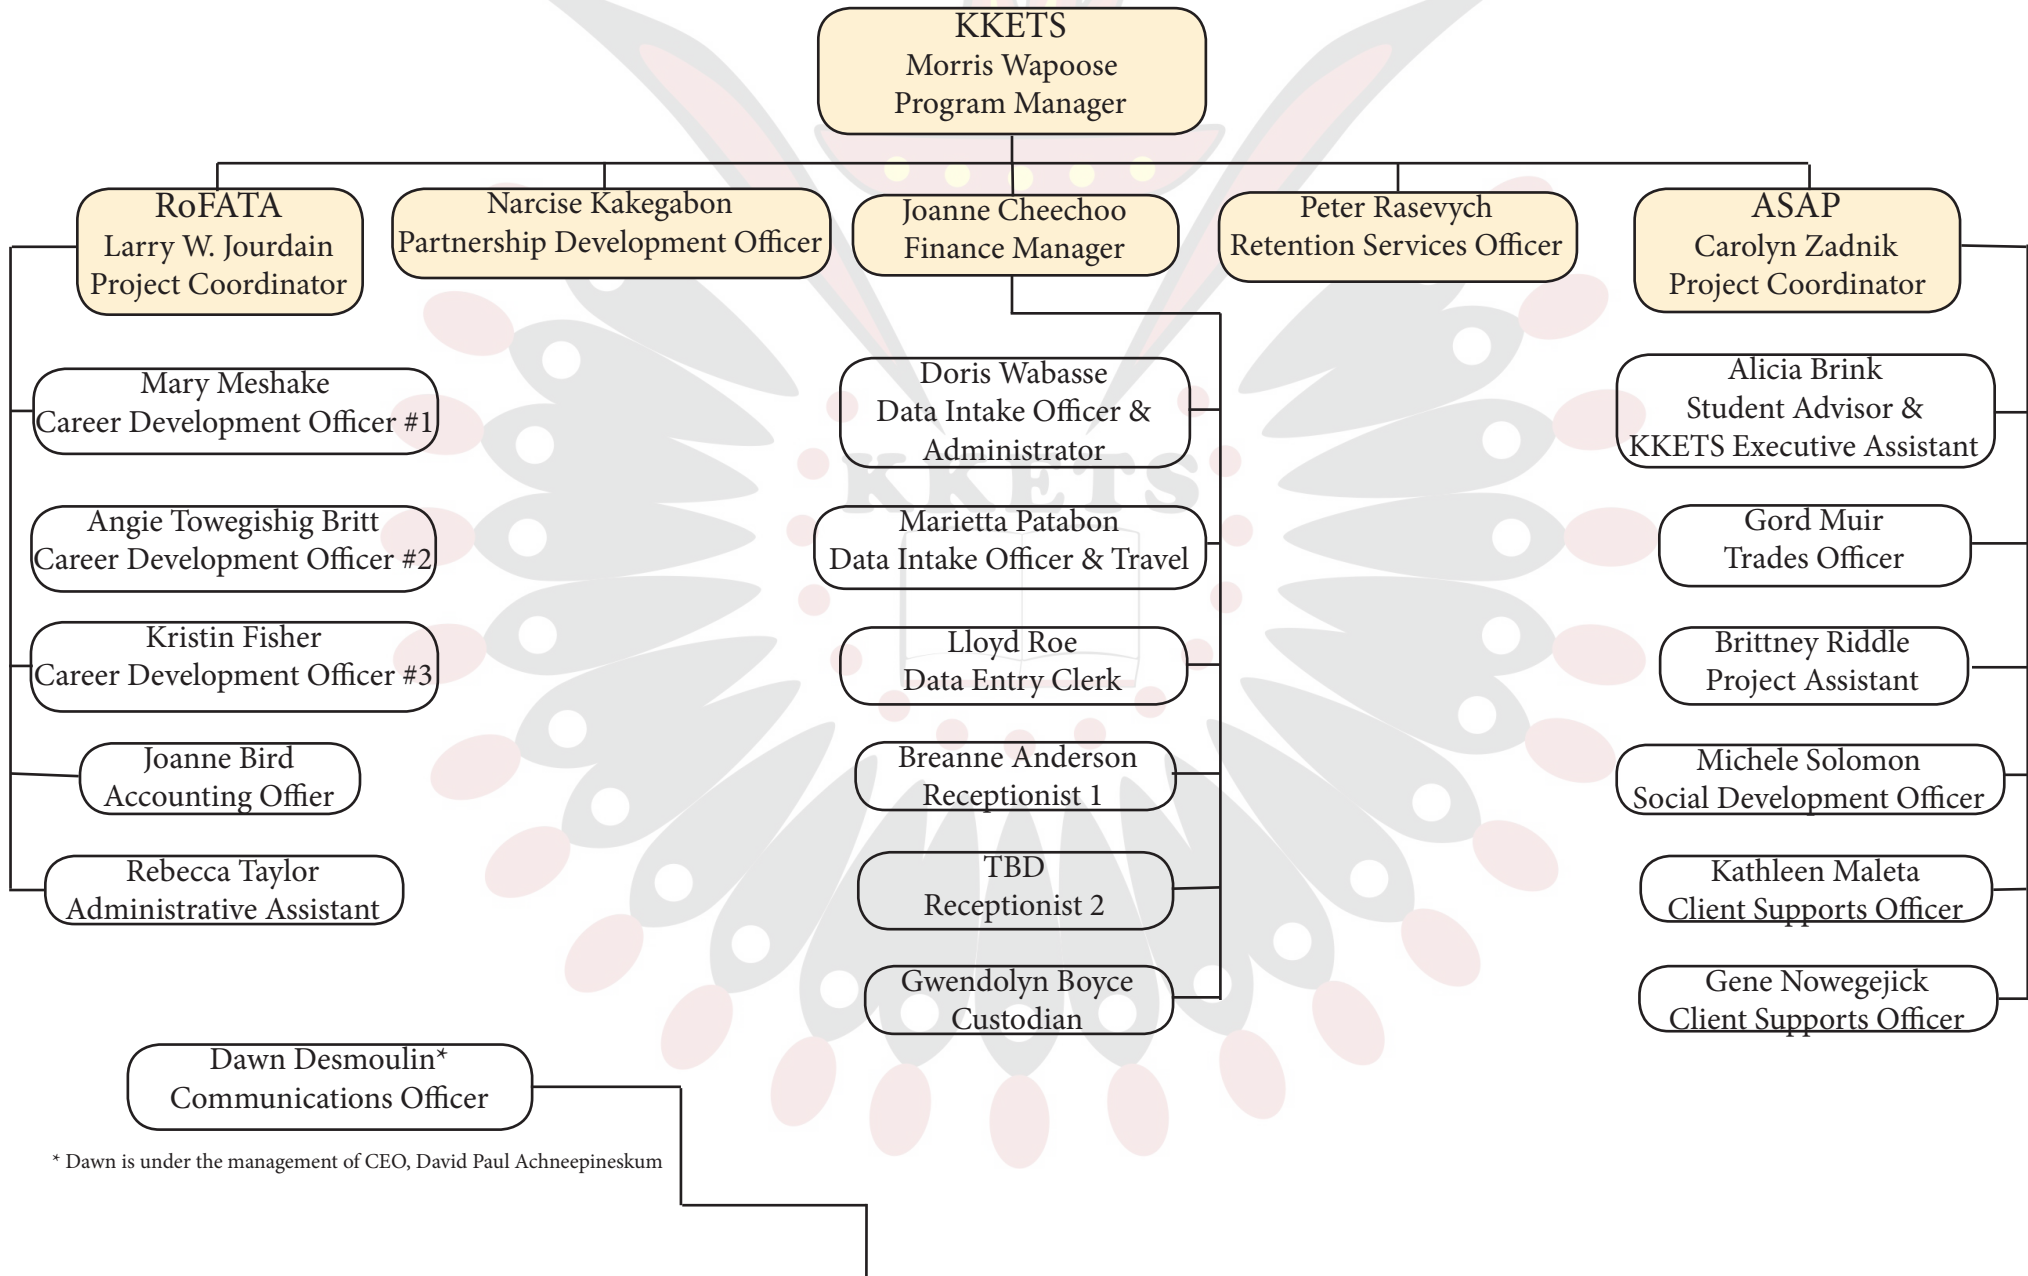 KKETS
Morris Wapoose
Program Manager
RoFATA
Larry W. Jourdain
Project Coordinator
Narcise Kakegabon
Partnership Development Officer
Joanne Cheechoo
Finance Manager
Peter Rasevych
Retention Services Officer
ASAP
Carolyn Zadnik
Project Coordinator
Mary Meshake
Career Development Officer #1
Angie Towegishig Britt
Career Development Officer #2
Kristin Fisher
Career Development Officer #3
Joanne Bird
Accounting Offier
Rebecca Taylor
Administrative Assistant
Doris Wabasse
Data Intake Officer &
Administrator
KKETS
Marietta Patabon
Data Intake Officer & Travel
Lloyd Roe
Data Entry Clerk
Breanne Anderson
Receptionist 1
TBD
Receptionist 2
Gwendolyn Boyce
Custodian
Alicia Brink
Student Advisor &
KKETS Executive Assistant
Gord Muir
Trades Officer
Brittney Riddle
Project Assistant
Michele Solomon
Social Development Officer
Kathleen Maleta
Client Supports Officer
Gene Nowegejick
Client Supports Officer
Dawn Desmoulin*
Communications Officer
* Dawn is under the management of CEO, David Paul Achneepineskum